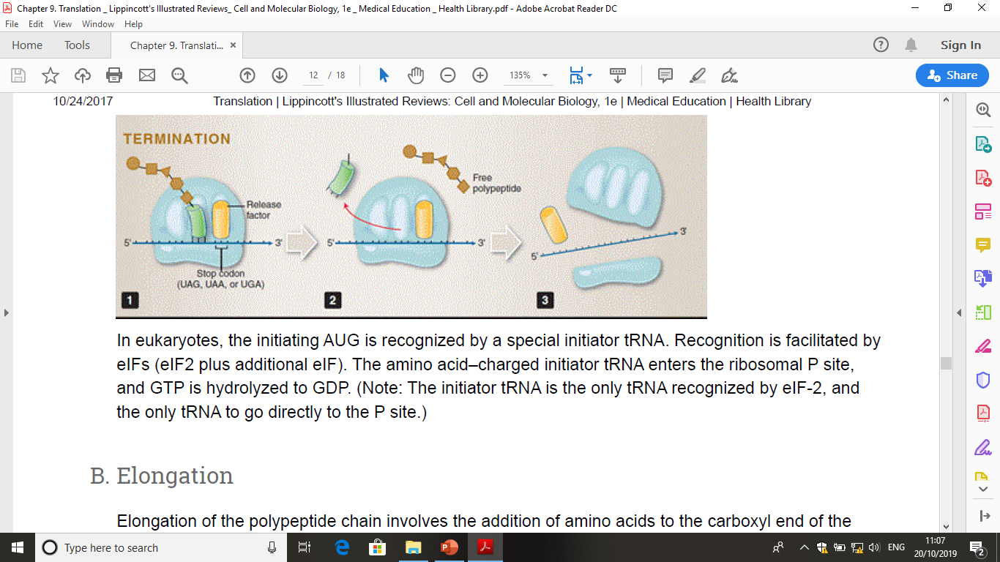 Chapter 9. Translation _ Lippincott's Illustrated Reviews_ Cell and Molecular Biology, 1e _ Medical Education _ Health Library.pdf - Adobe Acrobat Reader DC
File Edit View Window Help
Home Tools Chapter 9. Translati... × Sign In
12 / 18 135% Share
10/24/2017 Translation | Lippincott's Illustrated Reviews: Cell and Molecular Biology, 1e | Medical Education | Health Library
TERMINATION
Free
polypeptide
Release
factor
5' 3' 5' 3' 5' 3'
Stop codon
(UAG, UAA, or UGA)
1 2 3
In eukaryotes, the initiating AUG is recognized by a special initiator tRNA. Recognition is facilitated by
eIFs (eIF2 plus additional eIF). The amino acid–charged initiator tRNA enters the ribosomal P site,
and GTP is hydrolyzed to GDP. (Note: The initiator tRNA is the only tRNA recognized by eIF-2, and
the only tRNA to go directly to the P site.)
B. Elongation
Elongation of the polypeptide chain involves the addition of amino acids to the carboxyl end of the
Type here to search ENG 11:07
20/10/2019 2